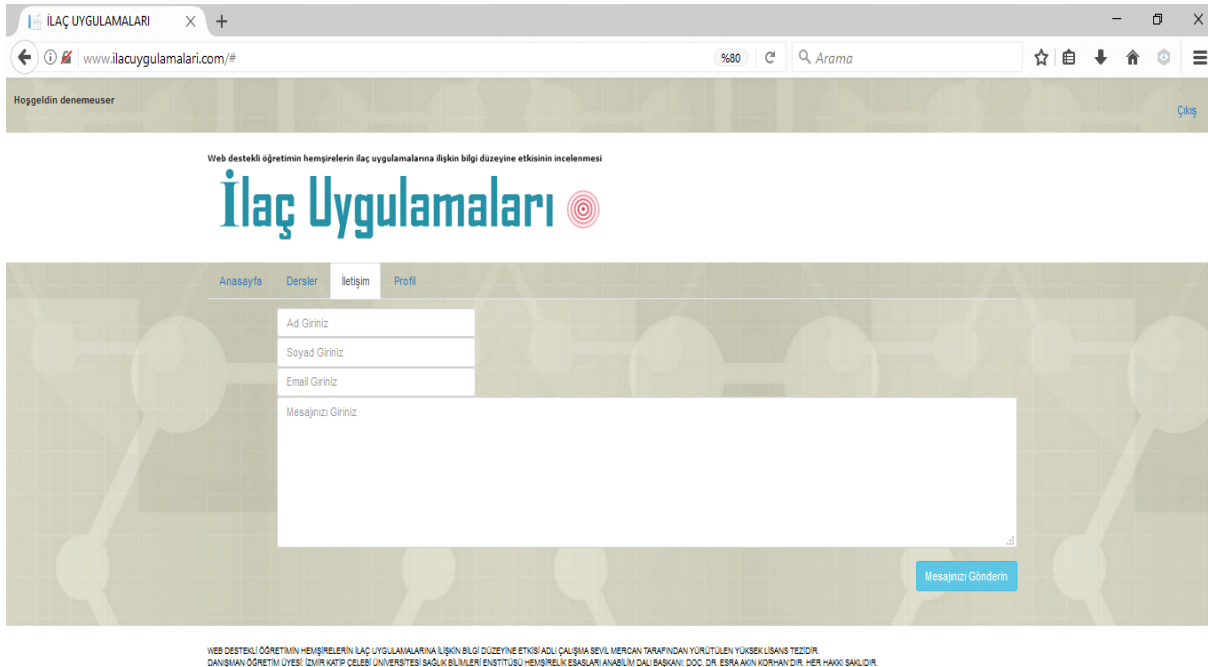 İLAÇ UYGULAMALARI
www.ilacuygulamalari.com/#
%80
Arama
Hoşgeldin denemeuser
Çıkış
Web destekli öğretimin hemşirelerin ilaç uygulamalarına ilişkin bilgi düzeyine etkisinin incelenmesi
İlaç Uygulamaları
Anasayfa Dersler İletişim Profil
Ad Giriniz
Soyad Giriniz
Email Giriniz
Mesajınızı Giriniz
Mesajınızı Gönderin
WEB DESTEKLİ ÖĞRETİMİN HEMŞİRELERİN İLAÇ UYGULAMALARINA İLİŞKİN BİLGİ DÜZEYİNE ETKİSİ ADLI ÇALIŞMA SEVİL MERCAN TARAFINDAN YÜRÜTÜLEN YÜKSEK LİSANS TEZİDİR.
DANIŞMAN ÖĞRETİM ÜYESİ: İZMİR KATİP ÇELEBİ ÜNİVERSİTESİ SAĞLIK BİLİMLERİ ENSTİTÜSÜ HEMŞİRELİK ESASLARI ANABİLİM DALI BAŞKANI: DOÇ. DR. ESRA AKIN KORHAN'DIR. HER HAKKI SAKLIDIR.